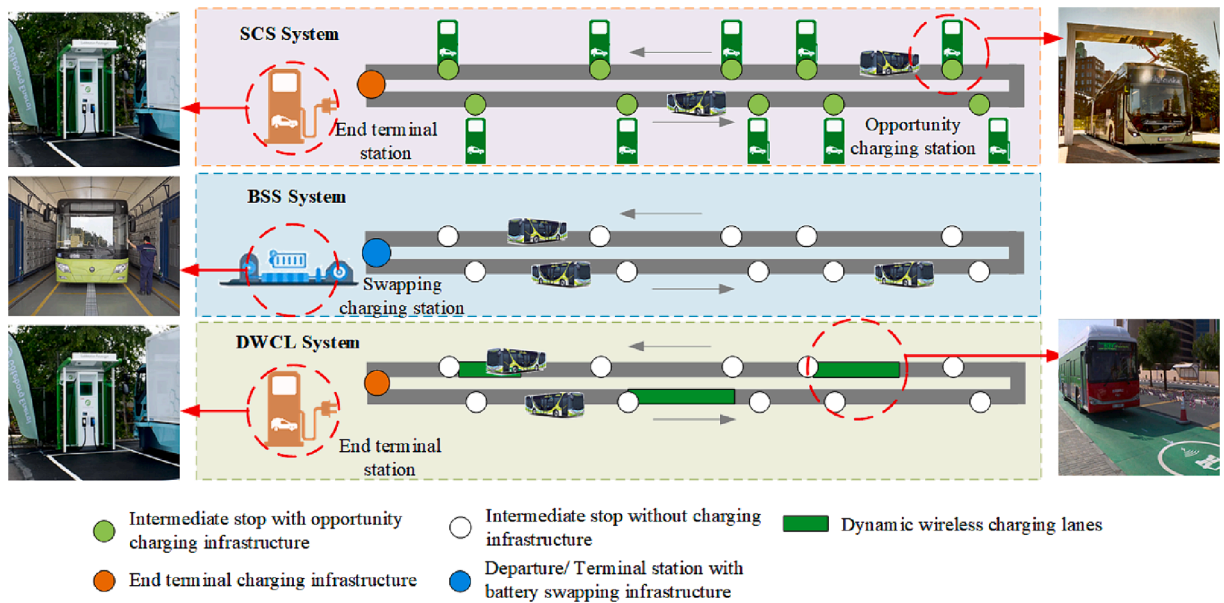 SCS System
End terminal
station
Opportunity
charging station
BSS System
Swapping
charging station
DWCL System
End terminal
station
Intermediate stop with opportunity
charging infrastructure
Intermediate stop without charging
infrastructure
Dynamic wireless charging lanes
End terminal charging infrastructure
Departure/ Terminal station with
battery swapping infrastructure